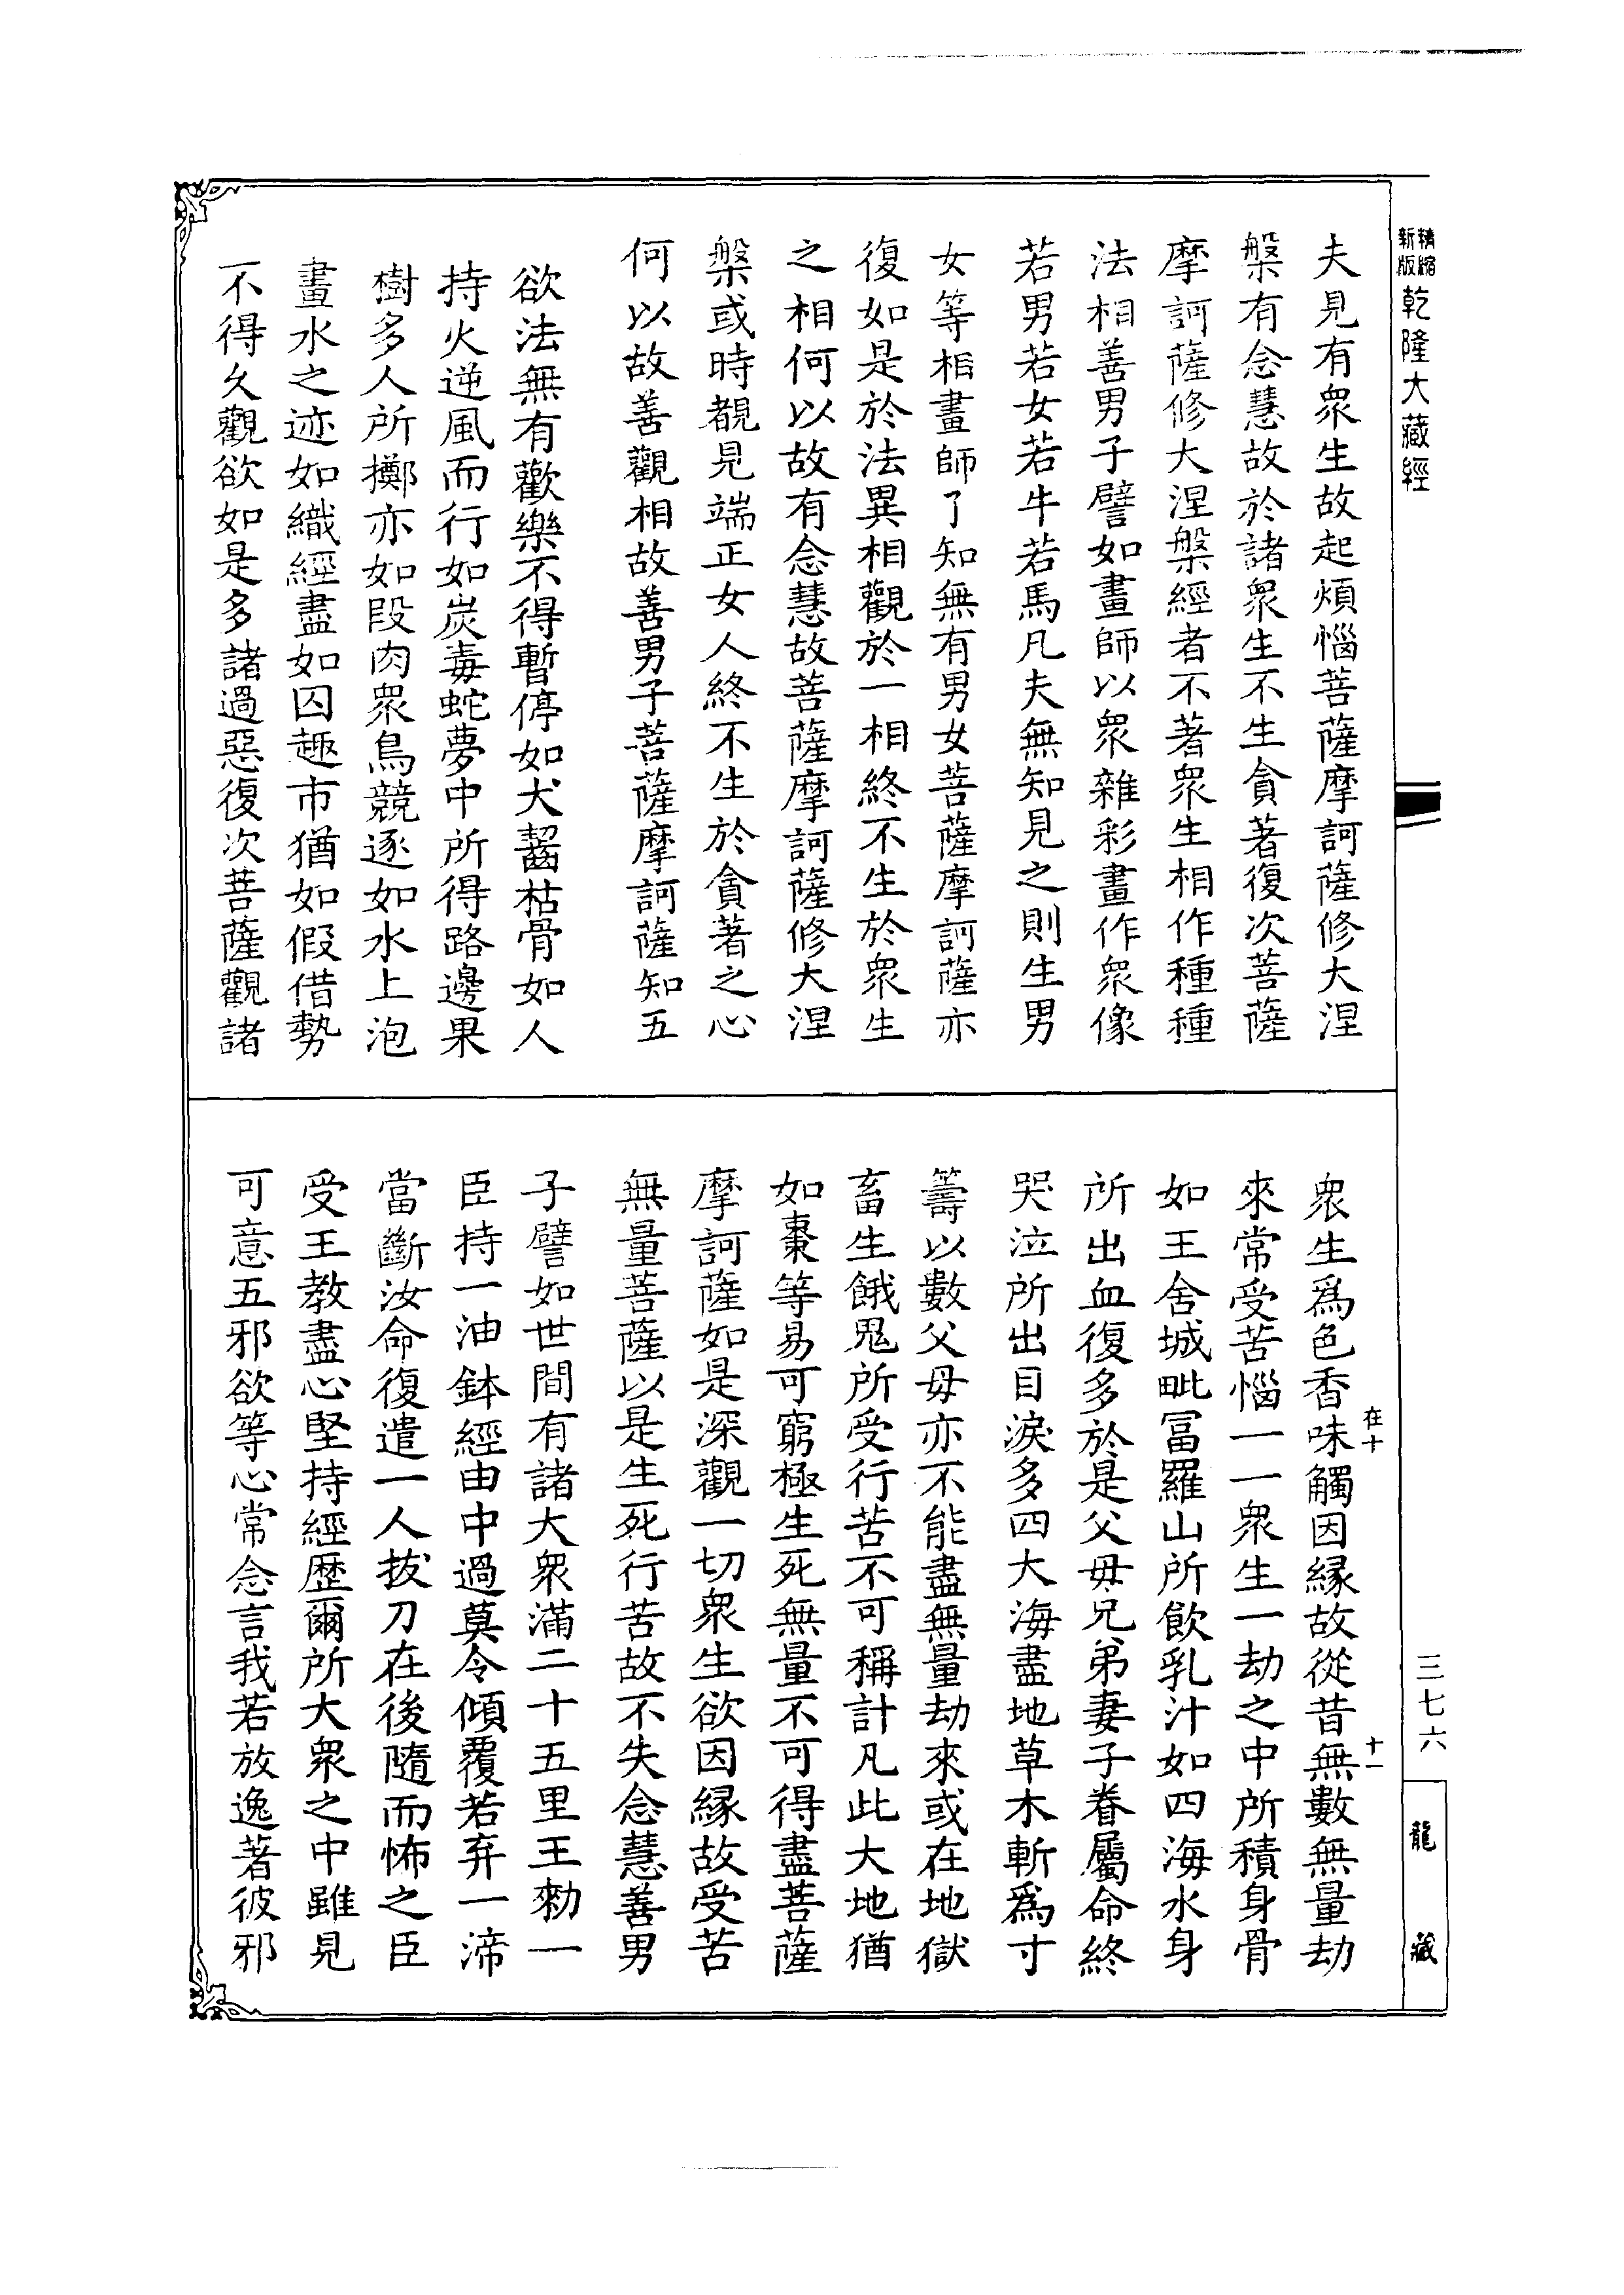 精縮新版乾隆大藏經
夫見有衆生故起煩惱菩薩摩訶薩修大涅
槃有念慧故於諸衆生不生貪著復次菩薩
摩訶薩修大涅槃經者不著衆生相作種種
法相善男子譬如畫師以衆雜彩畫作衆像
若男若女若牛若馬凡夫無知見之則生男
女等相畫師了知無有男女菩薩摩訶薩亦
復如是於法異相觀於一相終不生於衆生
之相何以故有念慧故菩薩摩訶薩修大涅
槃或時覩見端正女人終不生於貪著之心
何以故善觀相故善男子菩薩摩訶薩知五
欲法無有歡樂不得暫停如犬齧枯骨如人
持火逆風而行如炭毒蛇夢中所得路邊果
樹多人所擲亦如段肉衆鳥競逐如水上泡
畫水之迹如織經盡如囚趣市猶如假借勢
不得久觀欲如是多諸過惡復次菩薩觀諸
衆生爲色香味觸因緣故從昔無數無量劫
來常受苦惱一一衆生一劫之中所積身骨
如王舍城毗冨羅山所飲乳汁如四海水身
所出血復多於是父母兄弟妻子眷屬命終
哭泣所出目淚多四大海盡地草木斬爲寸
籌以數父母亦不能盡無量劫來或在地獄
畜生餓鬼所受行苦不可稱計凡此大地猶
如棗等易可窮極生死無量不可得盡菩薩
摩訶薩如是深觀一切衆生欲因緣故受苦
無量菩薩以是生死行苦故不失念慧善男
子譬如世間有諸大衆滿二十五里王勑一
臣持一油鉢經由中過莫令傾覆若弃一渧
當斷汝命復遣一人拔刀在後隨而怖之臣
受王教盡心堅持經歷爾所大衆之中雖見
可意五邪欲等心常念言我若放逸著彼邪
在十
十一
三七六
龍藏